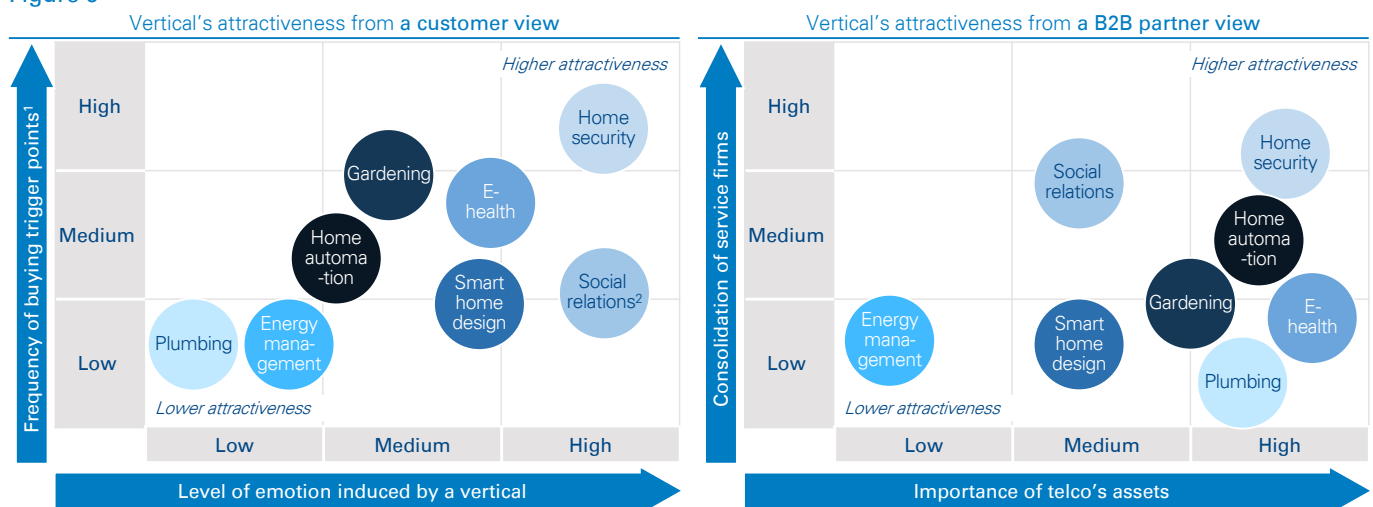 Vertical's attractiveness from a customer view
Frequency of buying trigger points¹
High
Medium
Low
Higher attractiveness
Home
security
Gardening
E-
health
Home
automa
-tion
Smart
home
design
Social
relations²
Plumbing
Energy
mana-
gement
Lower attractiveness
Low
Medium
High
Level of emotion induced by a vertical
Vertical's attractiveness from a B2B partner view
Consolidation of service firms
High
Medium
Low
Higher attractiveness
Home
security
Social
relations
Home
automa
-tion
Gardening
E-
health
Energy
mana-
gement
Smart
home
design
Plumbing
Lower attractiveness
Low
Medium
High
Importance of telco's assets